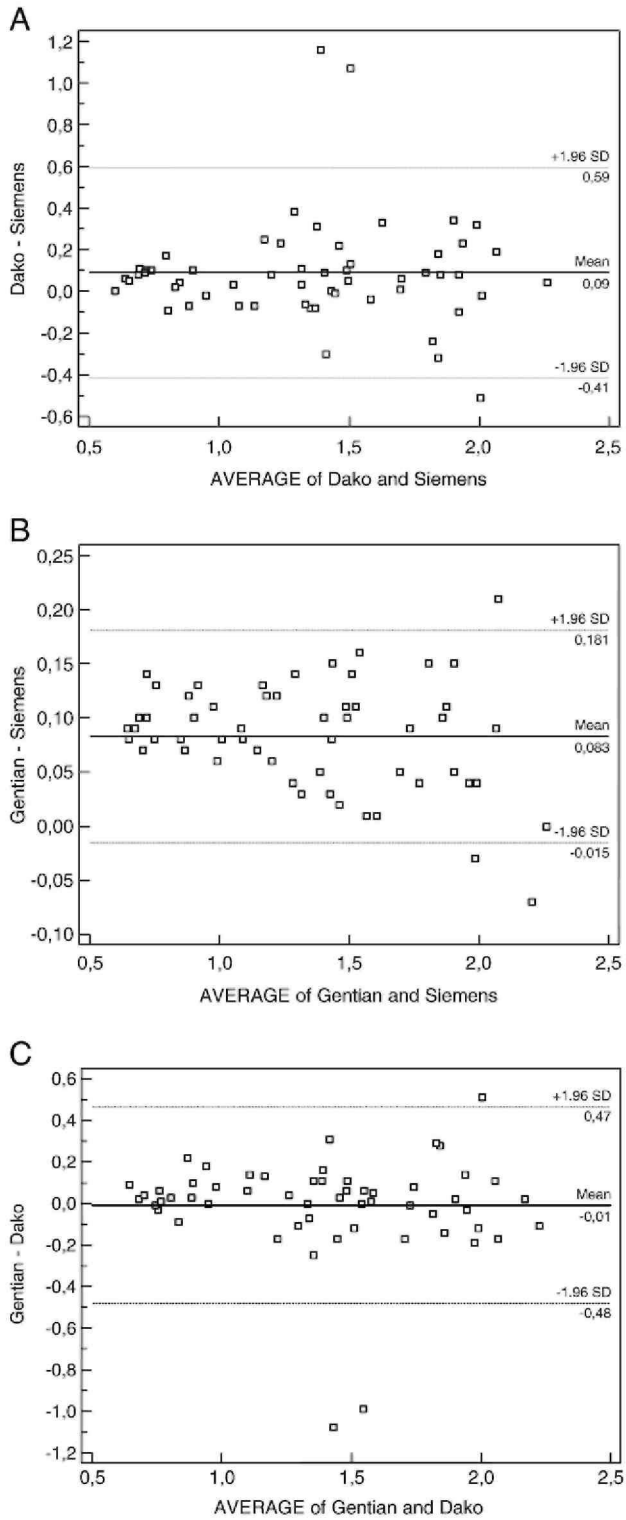 A
1,2
1,0
0,8
0,6
0,4
0,2
0,0
-0,2
-0,4
-0,6
Dako - Siemens
+1.96 SD
0,59
Mean
0,09
-1.96 SD
-0,41
0,5 1,0 1,5 2,0 2,5
AVERAGE of Dako and Siemens
B
0,25
0,20
0,15
0,10
0,05
0,00
-0,05
-0,10
Gentian - Siemens
+1.96 SD
0,181
Mean
0,083
-1.96 SD
-0,015
0,5 1,0 1,5 2,0 2,5
AVERAGE of Gentian and Siemens
C
0,6
0,4
0,2
0,0
-0,2
-0,4
-0,6
-0,8
-1,0
-1,2
Gentian - Dako
+1.96 SD
0,47
Mean
-0,01
-1.96 SD
-0,48
0,5 1,0 1,5 2,0 2,5
AVERAGE of Gentian and Dako